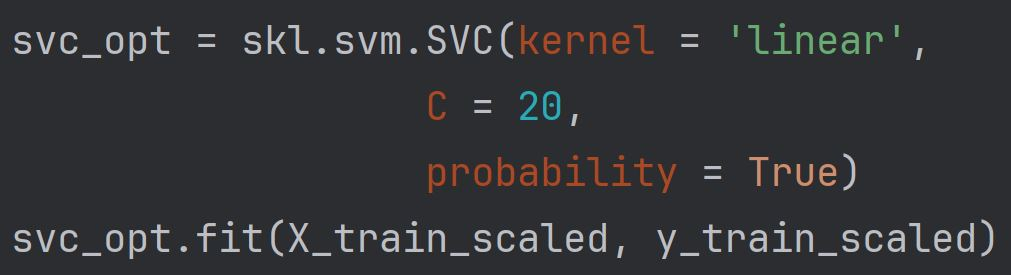 svc_opt = skl.svm.SVC(kernel = 'linear',
C = 20,
probability = True)
svc_opt.fit(X_train_scaled, y_train_scaled)